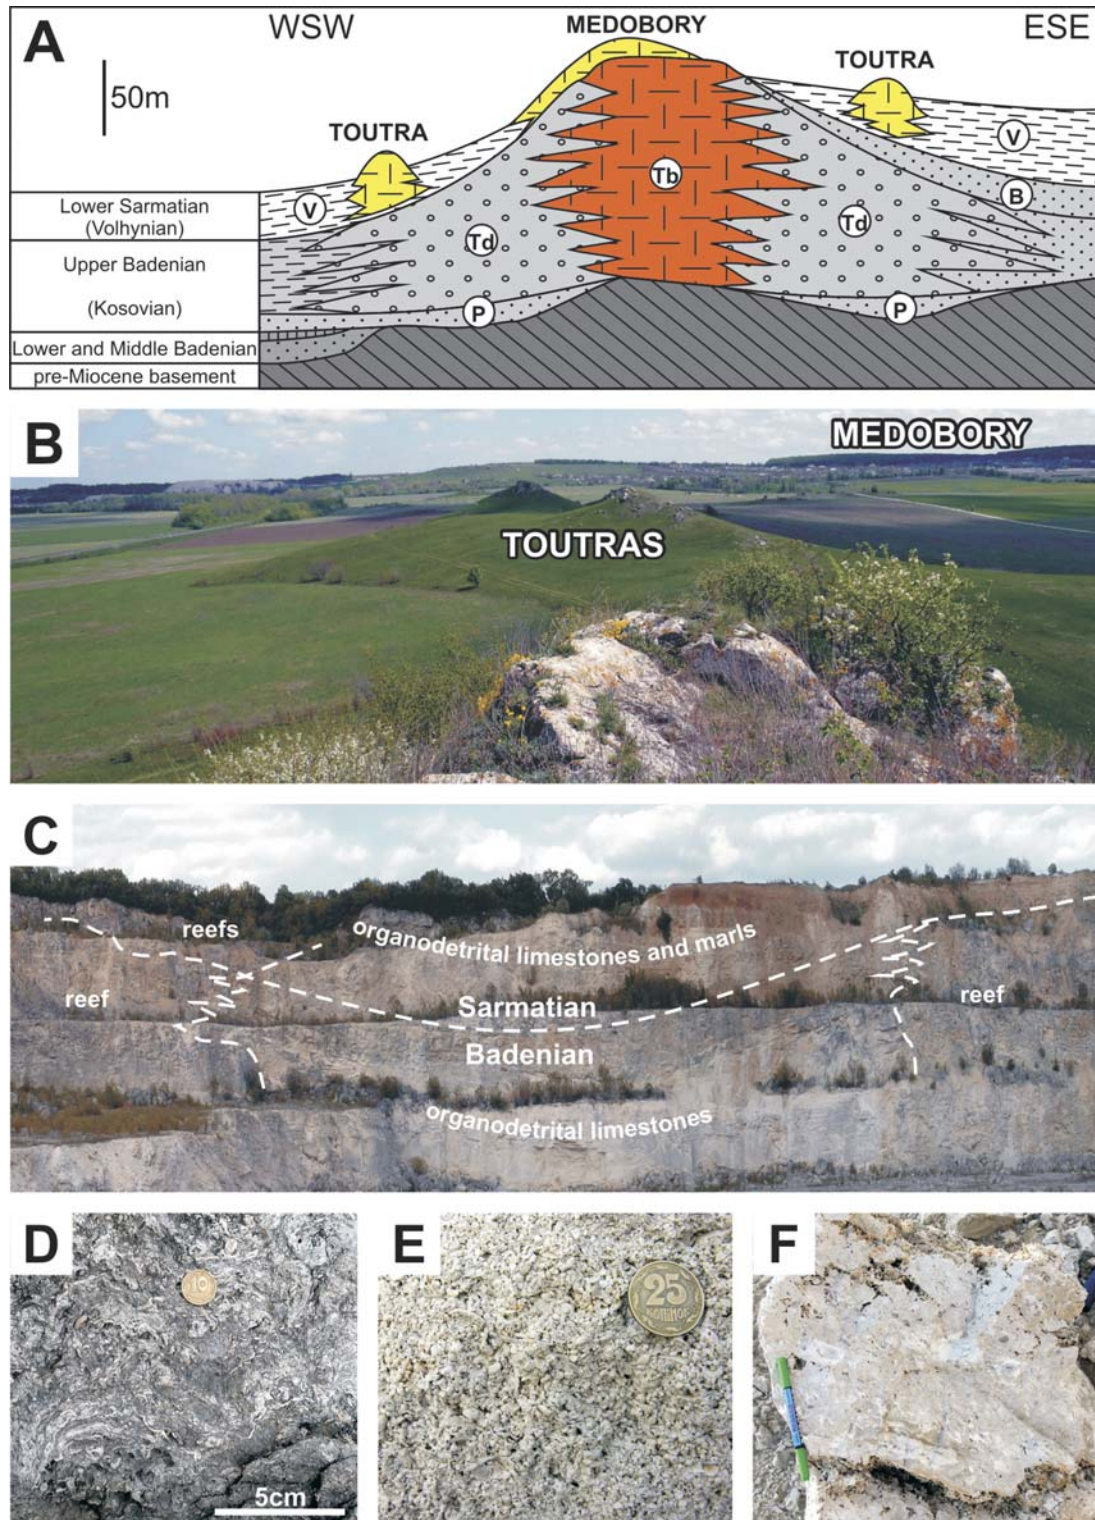 A
WSW
MEDOBORY
ESE
50m
TOUTRA
TOUTRA
V
Tb
V
B
Td
Td
P
P
Lower Sarmatian
(Volhynian)
Upper Badenian
(Kosovian)
Lower and Middle Badenian
pre-Miocene basement
B
MEDOBORY
TOUTRAS
C
reefs
organodetrital limestones and marls
reef
Sarmatian
reef
Badenian
organodetrital limestones
D
10
5cm
E
25
F